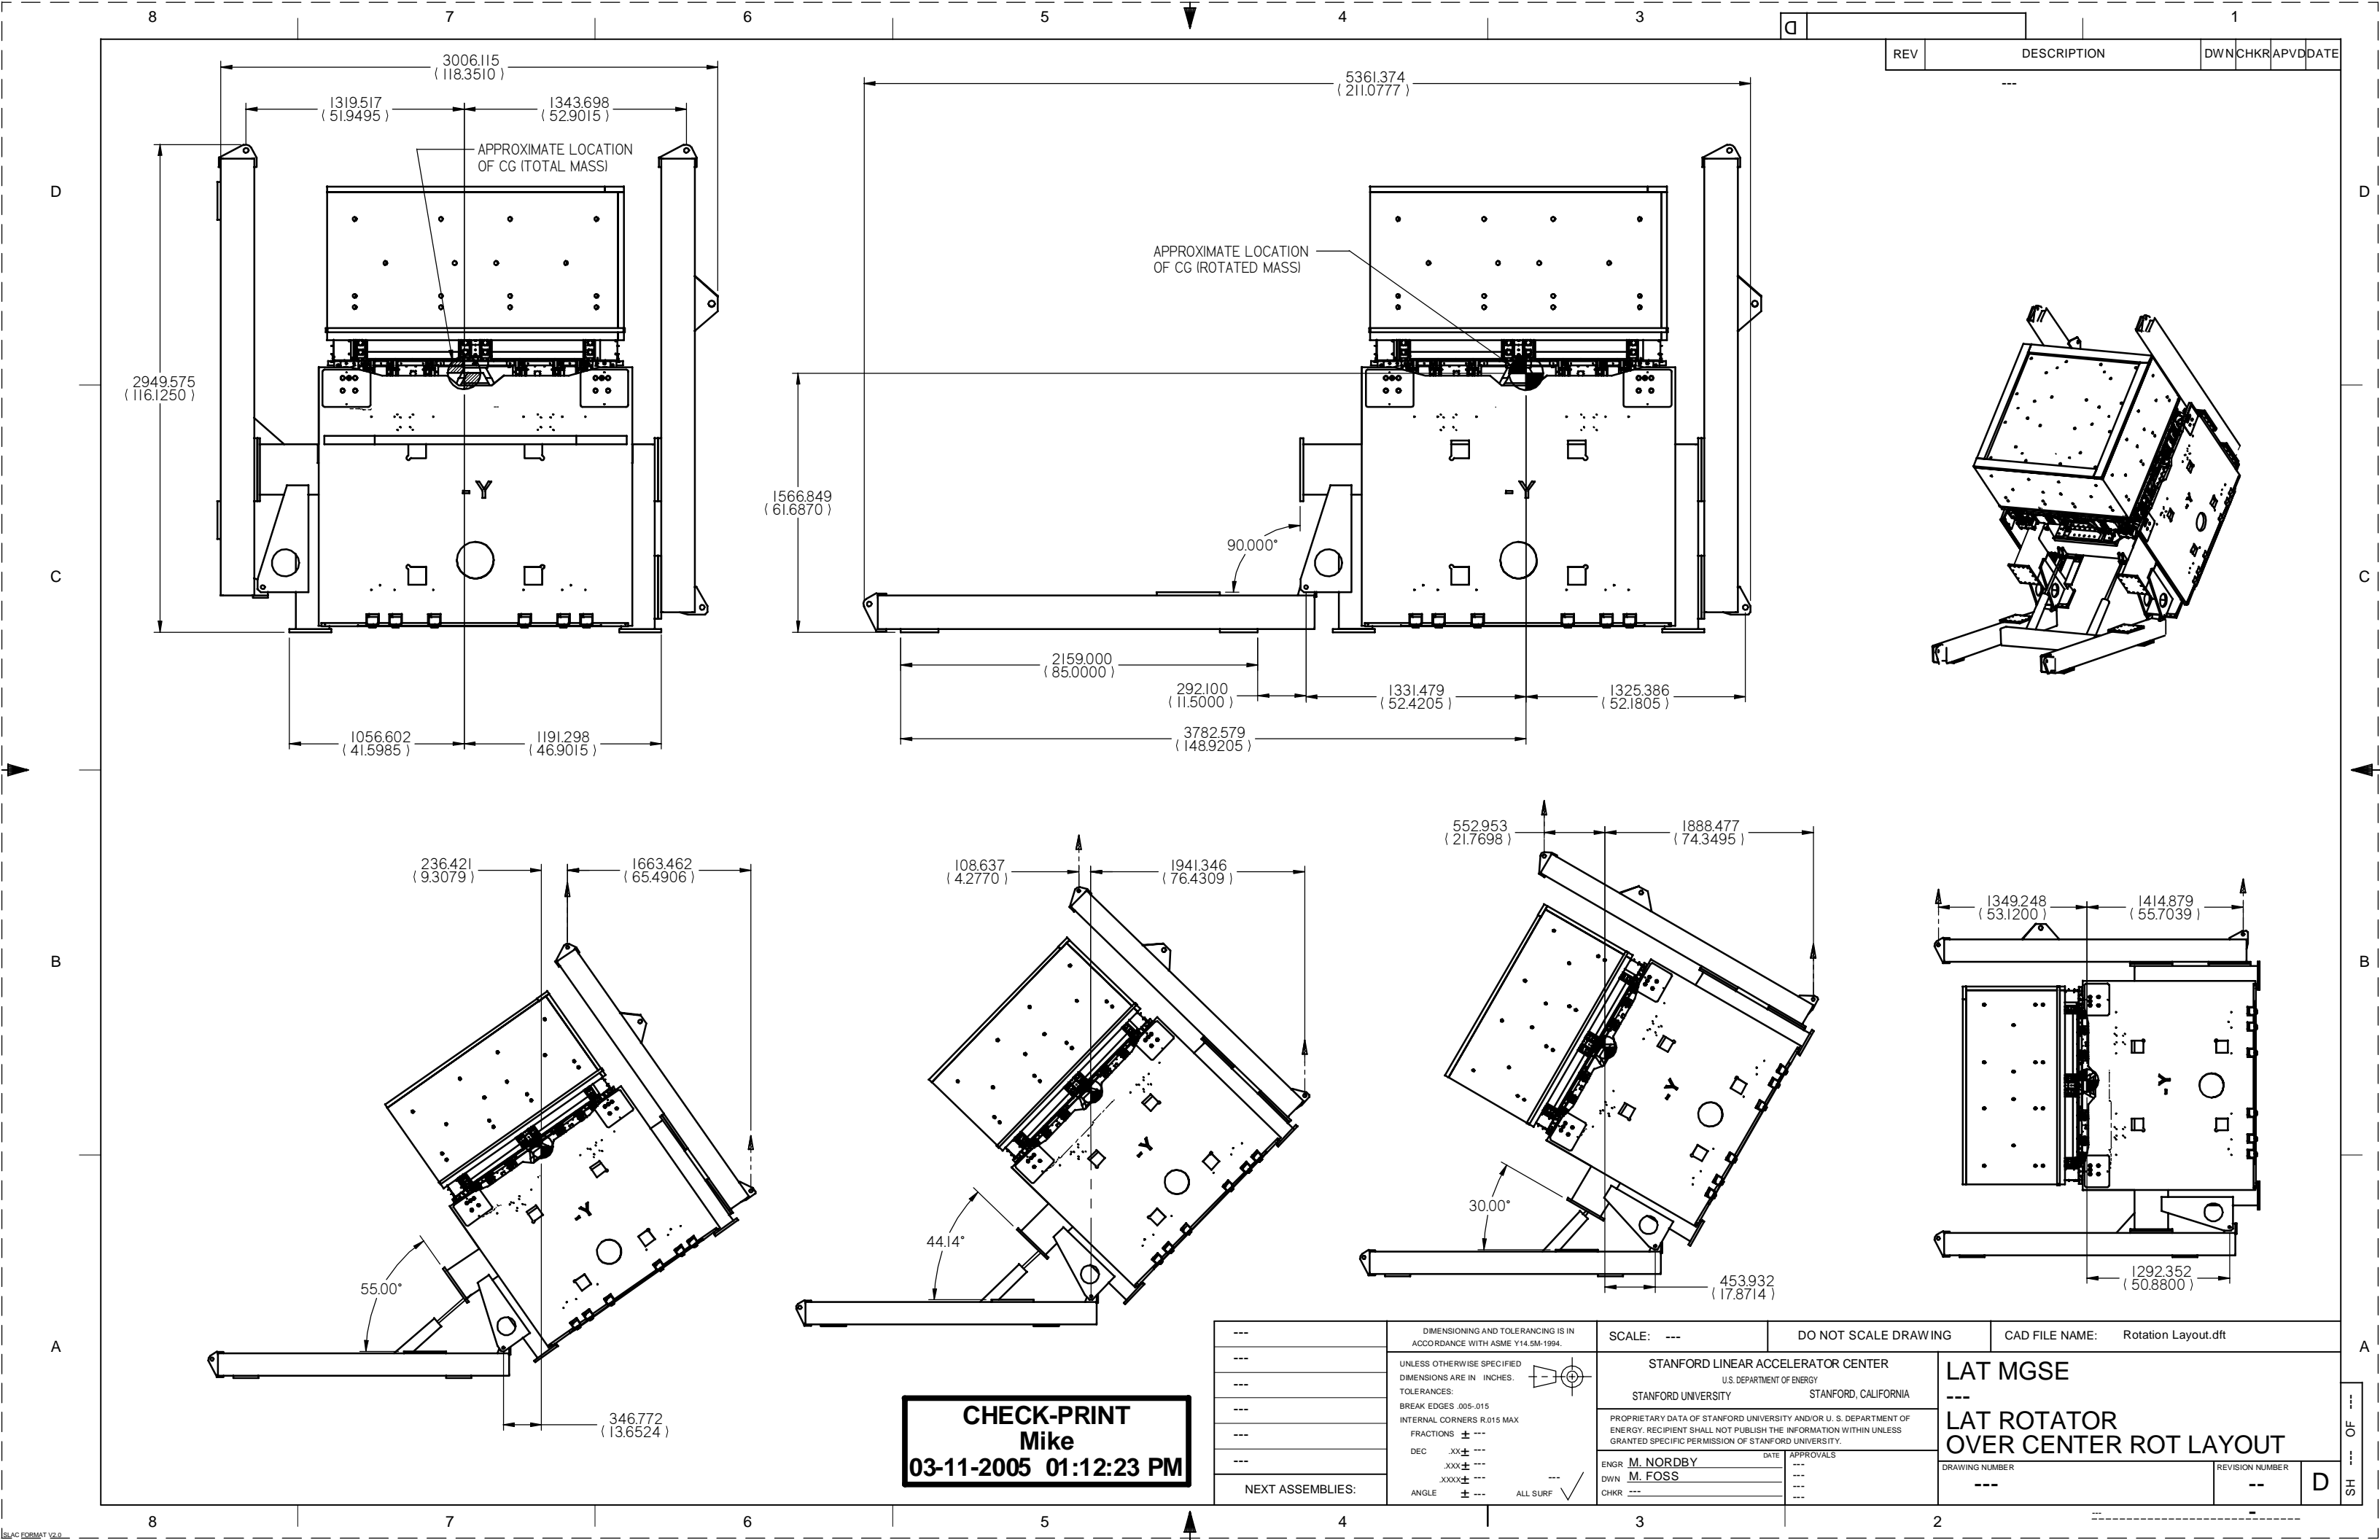 8 7 6 5 4 3 1
D
REV DESCRIPTION DWN CHKR APVD DATE
---
3006.115
( 118.3510 )
1319.517
( 51.9495 )
1343.698
( 52.9015 )
APPROXIMATE LOCATION
OF CG (TOTAL MASS)
2949.575
( 116.1250 )
-Y
1056.602
( 41.5985 )
1191.298
( 46.9015 )
5361.374
( 211.0777 )
APPROXIMATE LOCATION
OF CG (ROTATED MASS)
1566.849
( 61.6870 )
90.000°
-Y
2159.000
( 85.0000 )
292.100
( 11.5000 )
1331.479
( 52.4205 )
1325.386
( 52.1805 )
3782.579
( 148.9205 )
-Y
D
D
C
C
B
B
A
A
236.421
( 9.3079 )
1663.462
( 65.4906 )
-Y
55.00°
346.772
( 13.6524 )
108.637
( 4.2770 )
1941.346
( 76.4309 )
-Y
44.14°
552.953
( 21.7698 )
1888.477
( 74.3495 )
-Y
30.00°
453.932
( 17.8714 )
1349.248
( 53.1200 )
1414.879
( 55.7039 )
-Y
1292.352
( 50.8800 )
CHECK-PRINT
Mike
03-11-2005 01:12:23 PM
---
---
---
---
---
---
NEXT ASSEMBLIES:
DIMENSIONING AND TOLERANCING IS IN
ACCORDANCE WITH ASME Y14.5M-1994.
UNLESS OTHERWISE SPECIFIED
DIMENSIONS ARE IN INCHES.
TOLERANCES:
BREAK EDGES .005-.015
INTERNAL CORNERS R.015 MAX
FRACTIONS ± ---
DEC .XX± ---
.XXX± ---
.XXXX± ---
ANGLE ± ---
---
ALL SURF
SCALE: ---
DO NOT SCALE DRAWING
CAD FILE NAME: Rotation Layout.dft
STANFORD LINEAR ACCELERATOR CENTER
U.S. DEPARTMENT OF ENERGY
STANFORD UNIVERSITY STANFORD, CALIFORNIA
PROPRIETARY DATA OF STANFORD UNIVERSITY AND/OR U. S. DEPARTMENT OF
ENERGY. RECIPIENT SHALL NOT PUBLISH THE INFORMATION WITHIN UNLESS
GRANTED SPECIFIC PERMISSION OF STANFORD UNIVERSITY.
DATE APPROVALS
ENGR M. NORDBY
DWN M. FOSS
CHKR ---
---
---
---
---
LAT MGSE
---
LAT ROTATOR
OVER CENTER ROT LAYOUT
DRAWING NUMBER
---
REVISION NUMBER
--
D
SH --- OF ---
8 7 6 5 4 3 2
--- -
SLAC FORMAT V2.0